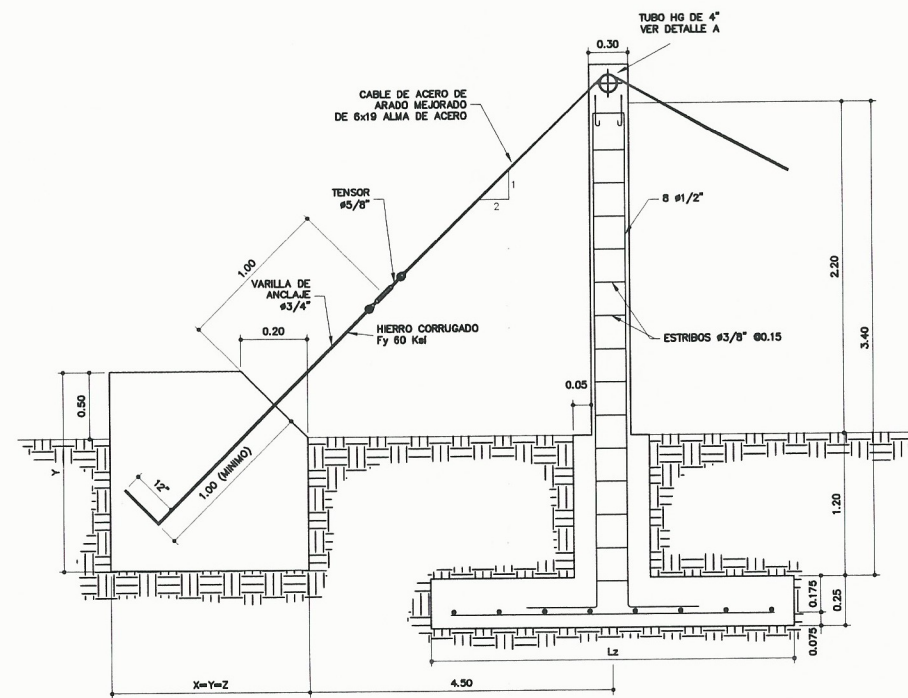 TUBO HG DE 4"
VER DETALLE A
0.30
CABLE DE ACERO DE
ARADO MEJORADO
DE 6x19 ALMA DE ACERO
1
2
TENSOR
ø5/8"
8 ø1/2"
1.00
2.20
VARILLA DE
ANCLAJE
ø3/4"
0.20
HIERRO CORRUGADO
Fy 60 Ksi
ESTRIBOS ø3/8" @0.15
3.40
0.50
0.05
Y
1.00 (MINIMO)
12"
1.20
0.175
0.25
0.075
Lz
X=Y=Z
4.50